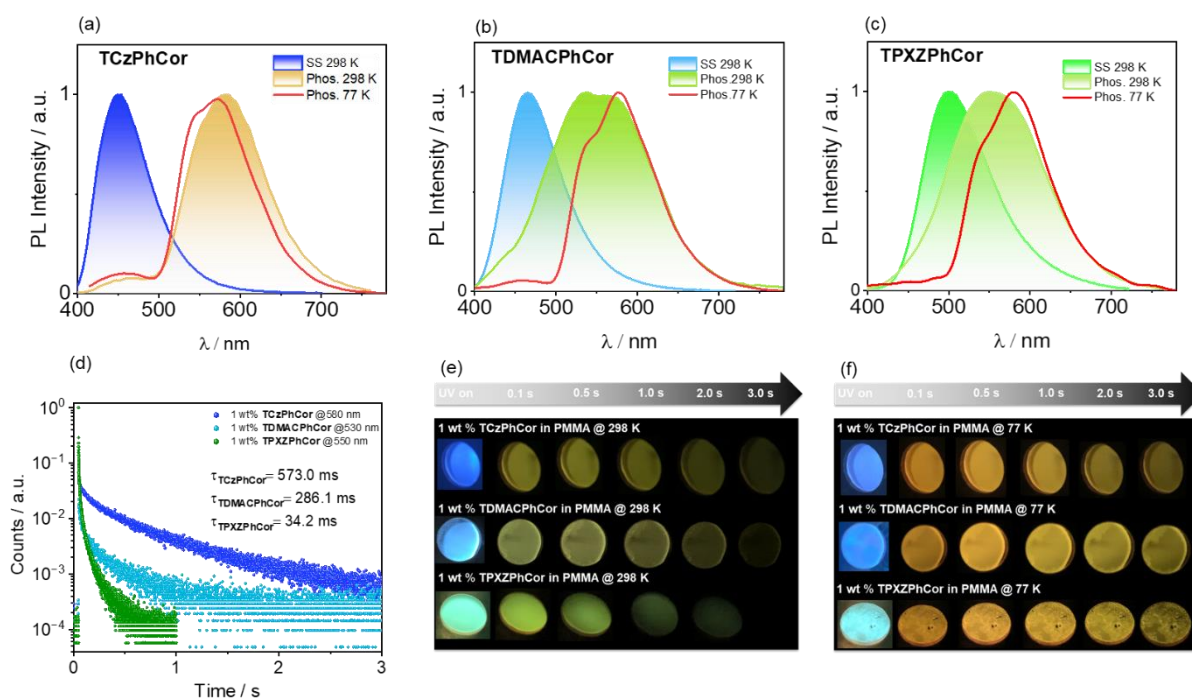 (a)
TCzPhCor
SS 298 K
Phos. 298 K
Phos. 77 K
PL Intensity / a.u.
1
0
400 500 600 700
λ / nm
(b)
TDMACPhCor
SS 298 K
Phos.298 K
Phos.77 K
PL Intensity / a.u.
1
0
400 500 600 700
λ / nm
(c)
TPXZPhCor
SS 298 K
Phos. 298 K
Phos. 77 K
PL Intensity / a.u.
1
0
400 500 600 700
λ / nm
(d)
1 wt% TCzPhCor @580 nm
1 wt% TDMACPhCor @530 nm
1 wt% TPXZPhCor @550 nm
τTCzPhCor= 573.0 ms
τTDMACPhCor= 286.1 ms
τTPXZPhCor= 34.2 ms
Counts / a.u.
10^0
10^-1
10^-2
10^-3
10^-4
0 1 2 3
Time / s
(e)
UV on 0.1 s 0.5 s 1.0 s 2.0 s 3.0 s
1 wt % TCzPhCor in PMMA @ 298 K
1 wt % TDMACPhCor in PMMA @ 298 K
1 wt % TPXZPhCor in PMMA @ 298 K
(f)
UV on 0.1 s 0.5 s 1.0 s 2.0 s 3.0 s
1 wt % TCzPhCor in PMMA @ 77 K
1 wt % TDMACPhCor in PMMA @ 77 K
1 wt % TPXZPhCor in PMMA @ 77 K